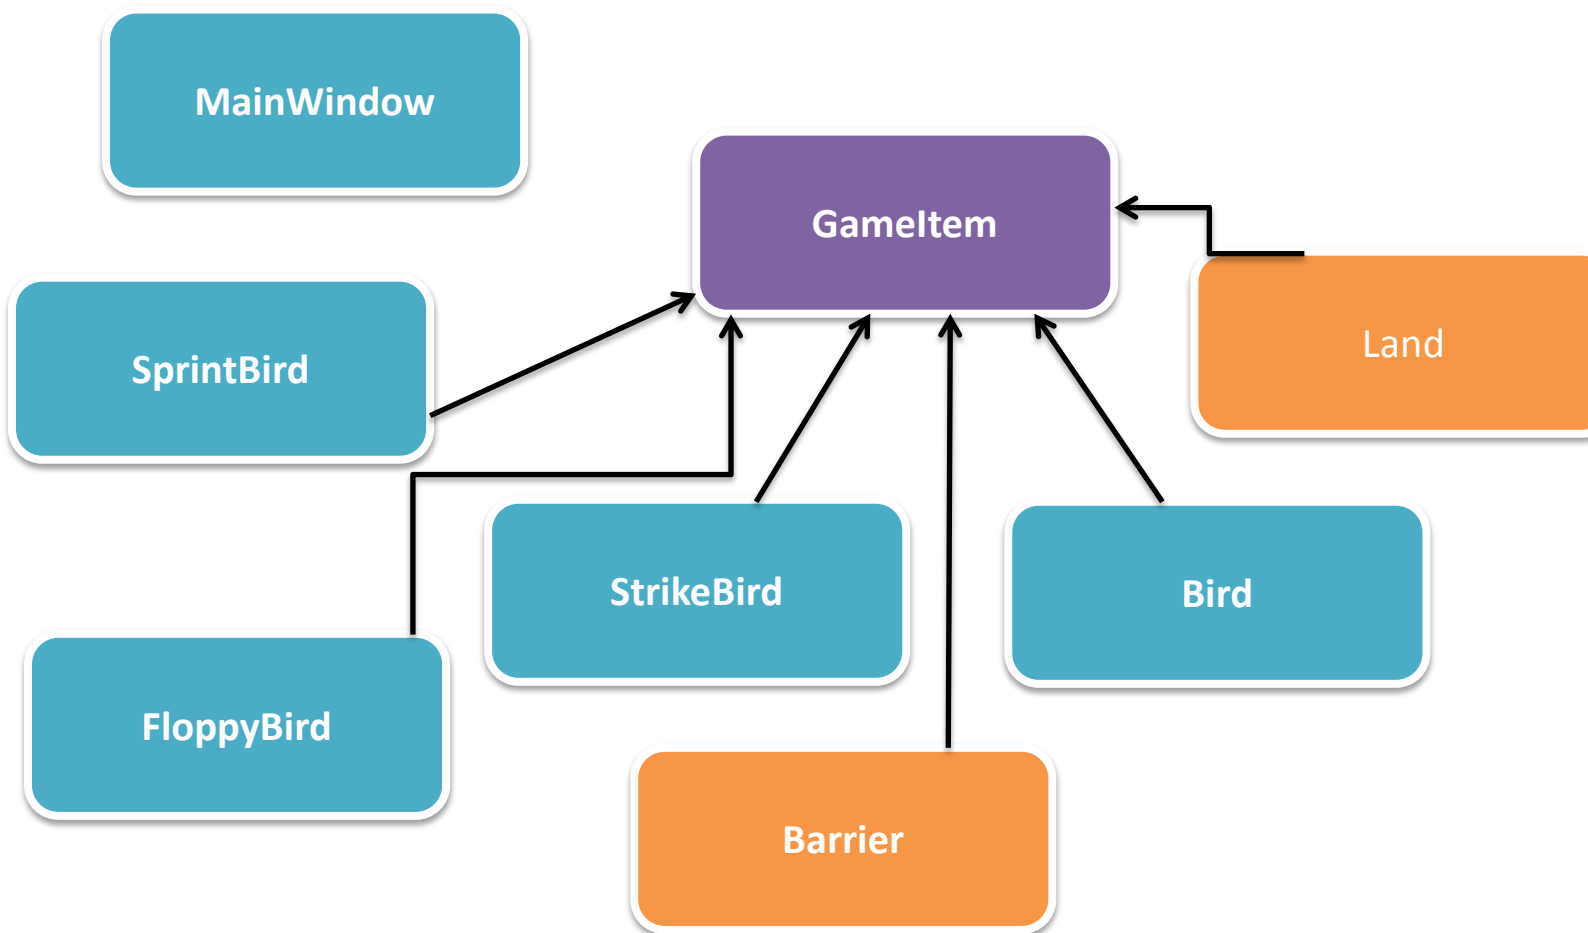 MainWindow
GameItem
Land
SprintBird
StrikeBird
Bird
FloppyBird
Barrier